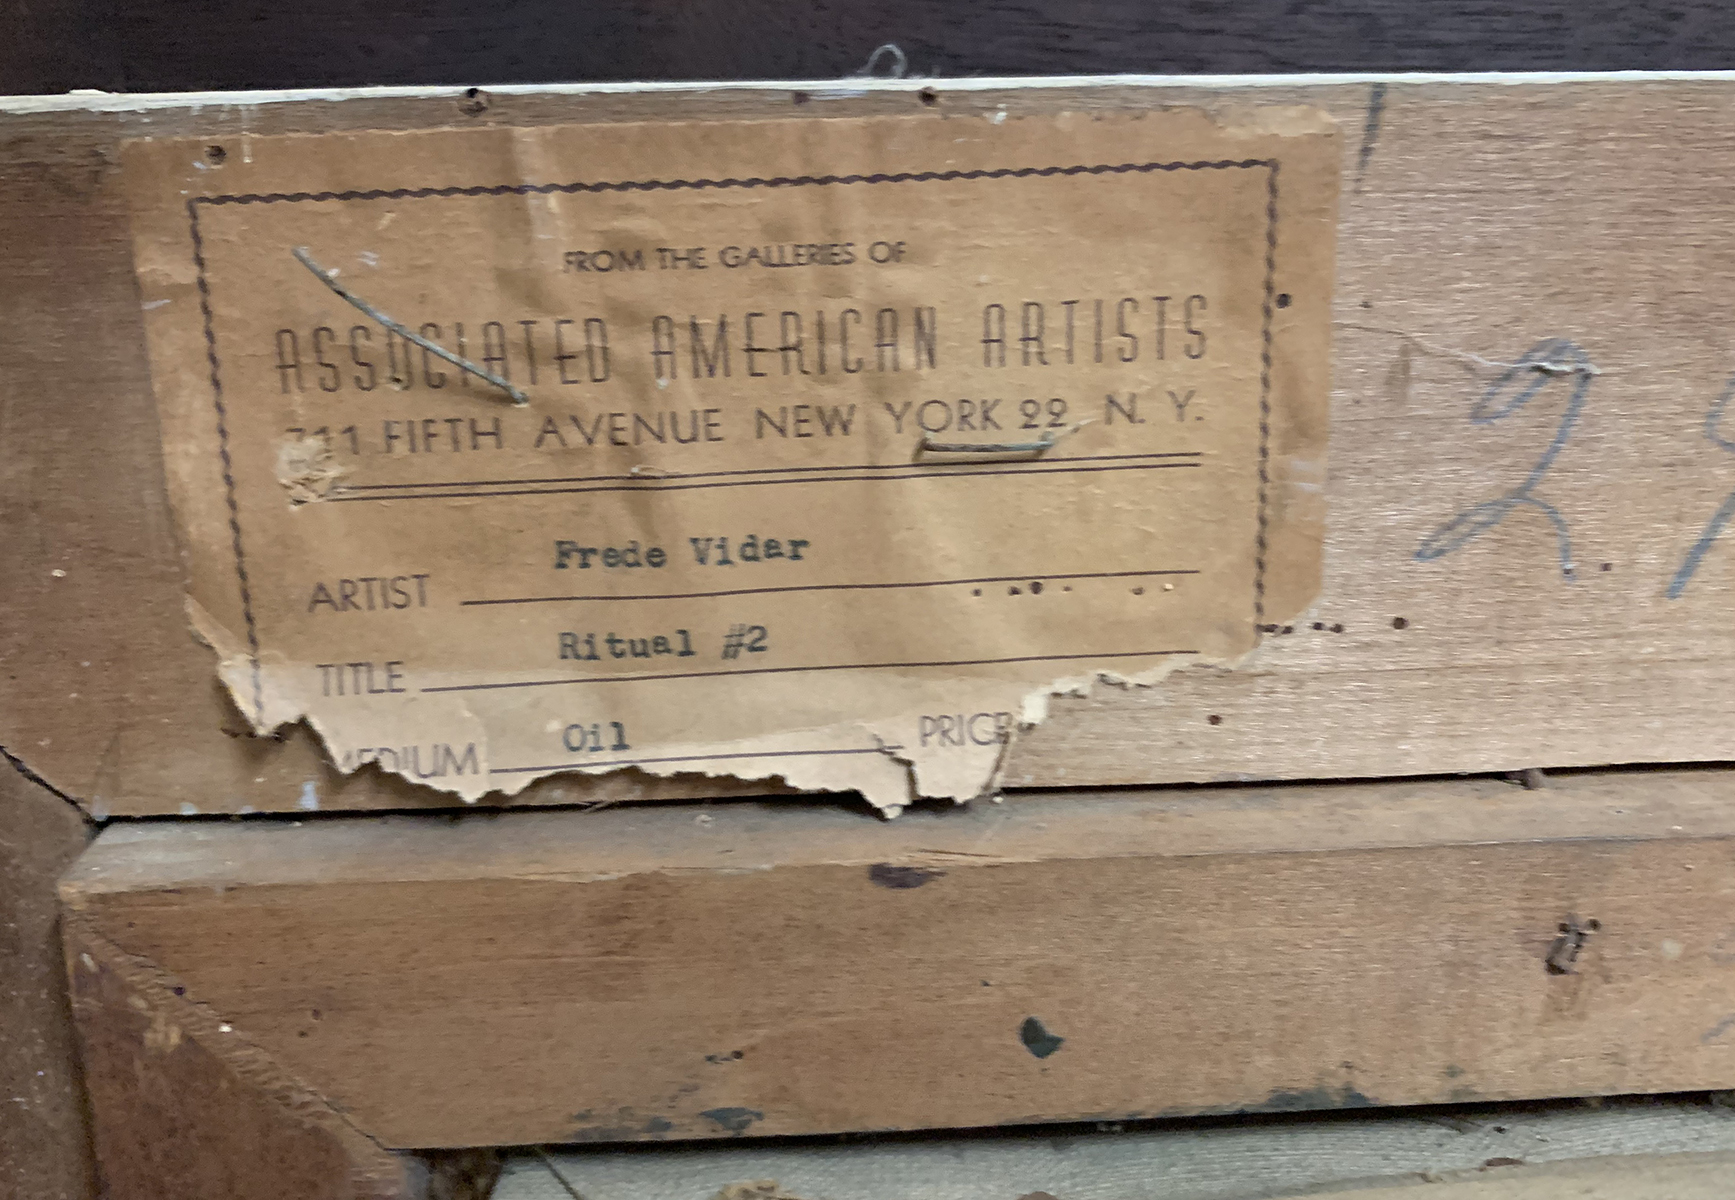 FROM THE GALLERIES OF
ASSOCIATED AMERICAN ARTISTS
711 FIFTH AVENUE NEW YORK 22, N. Y.
ARTIST Frede Vidar
TITLE Ritual #2
MEDIUM Oil PRICE
2